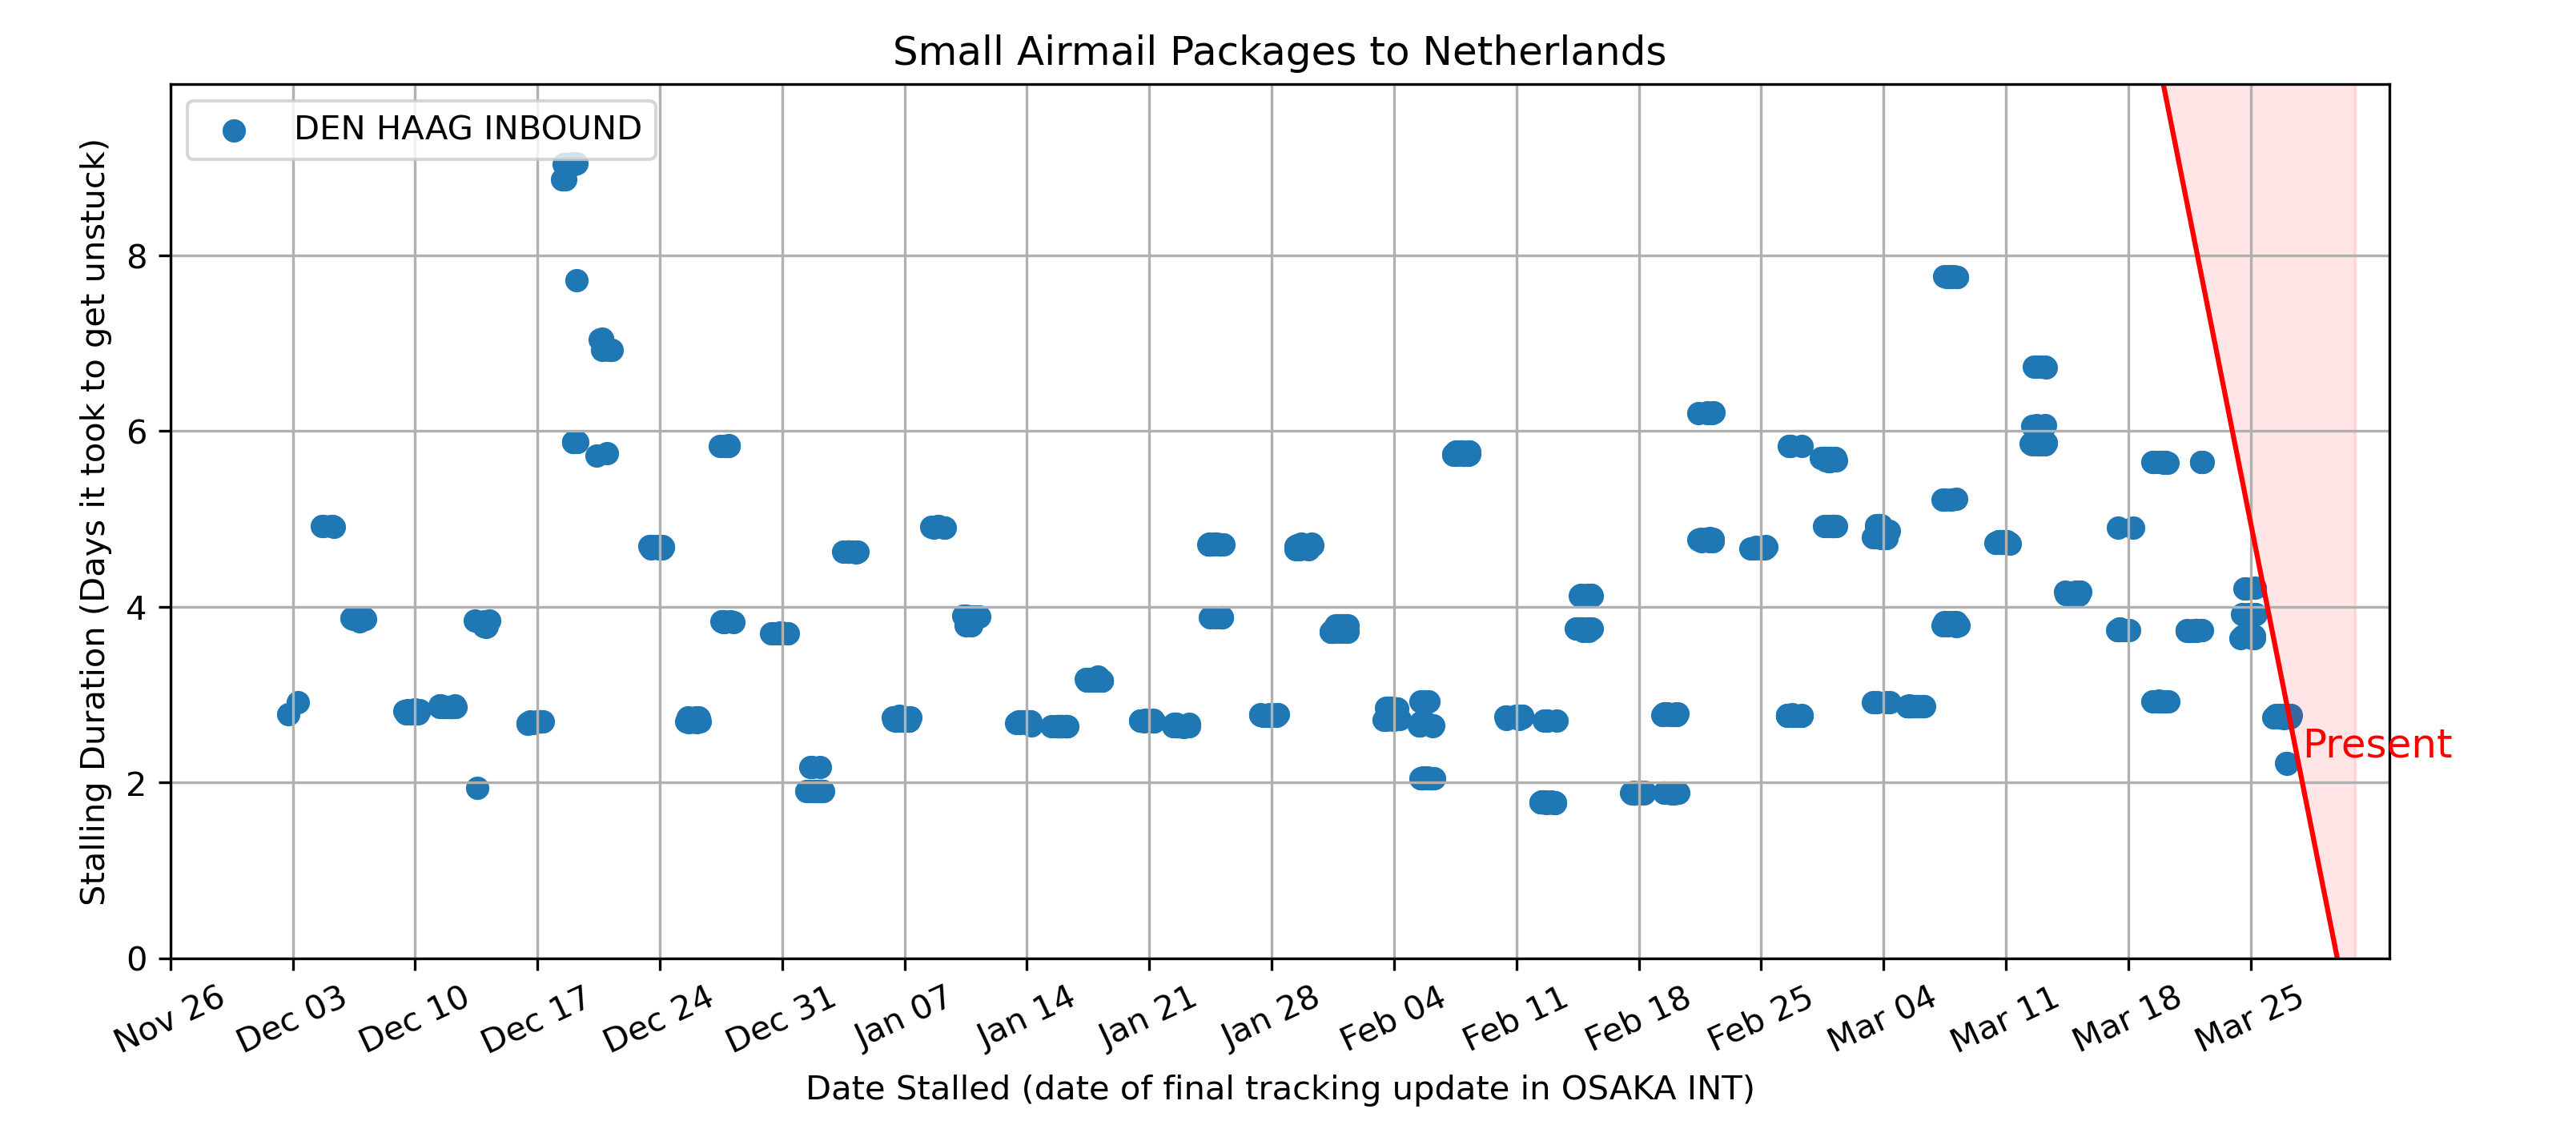 Small Airmail Packages to Netherlands
DEN HAAG INBOUND
Stalling Duration (Days it took to get unstuck)
8
6
4
2
0
Present
Nov 26
Dec 03
Dec 10
Dec 17
Dec 24
Dec 31
Jan 07
Jan 14
Jan 21
Jan 28
Feb 04
Feb 11
Feb 18
Feb 25
Mar 04
Mar 11
Mar 18
Mar 25
Date Stalled (date of final tracking update in OSAKA INT)